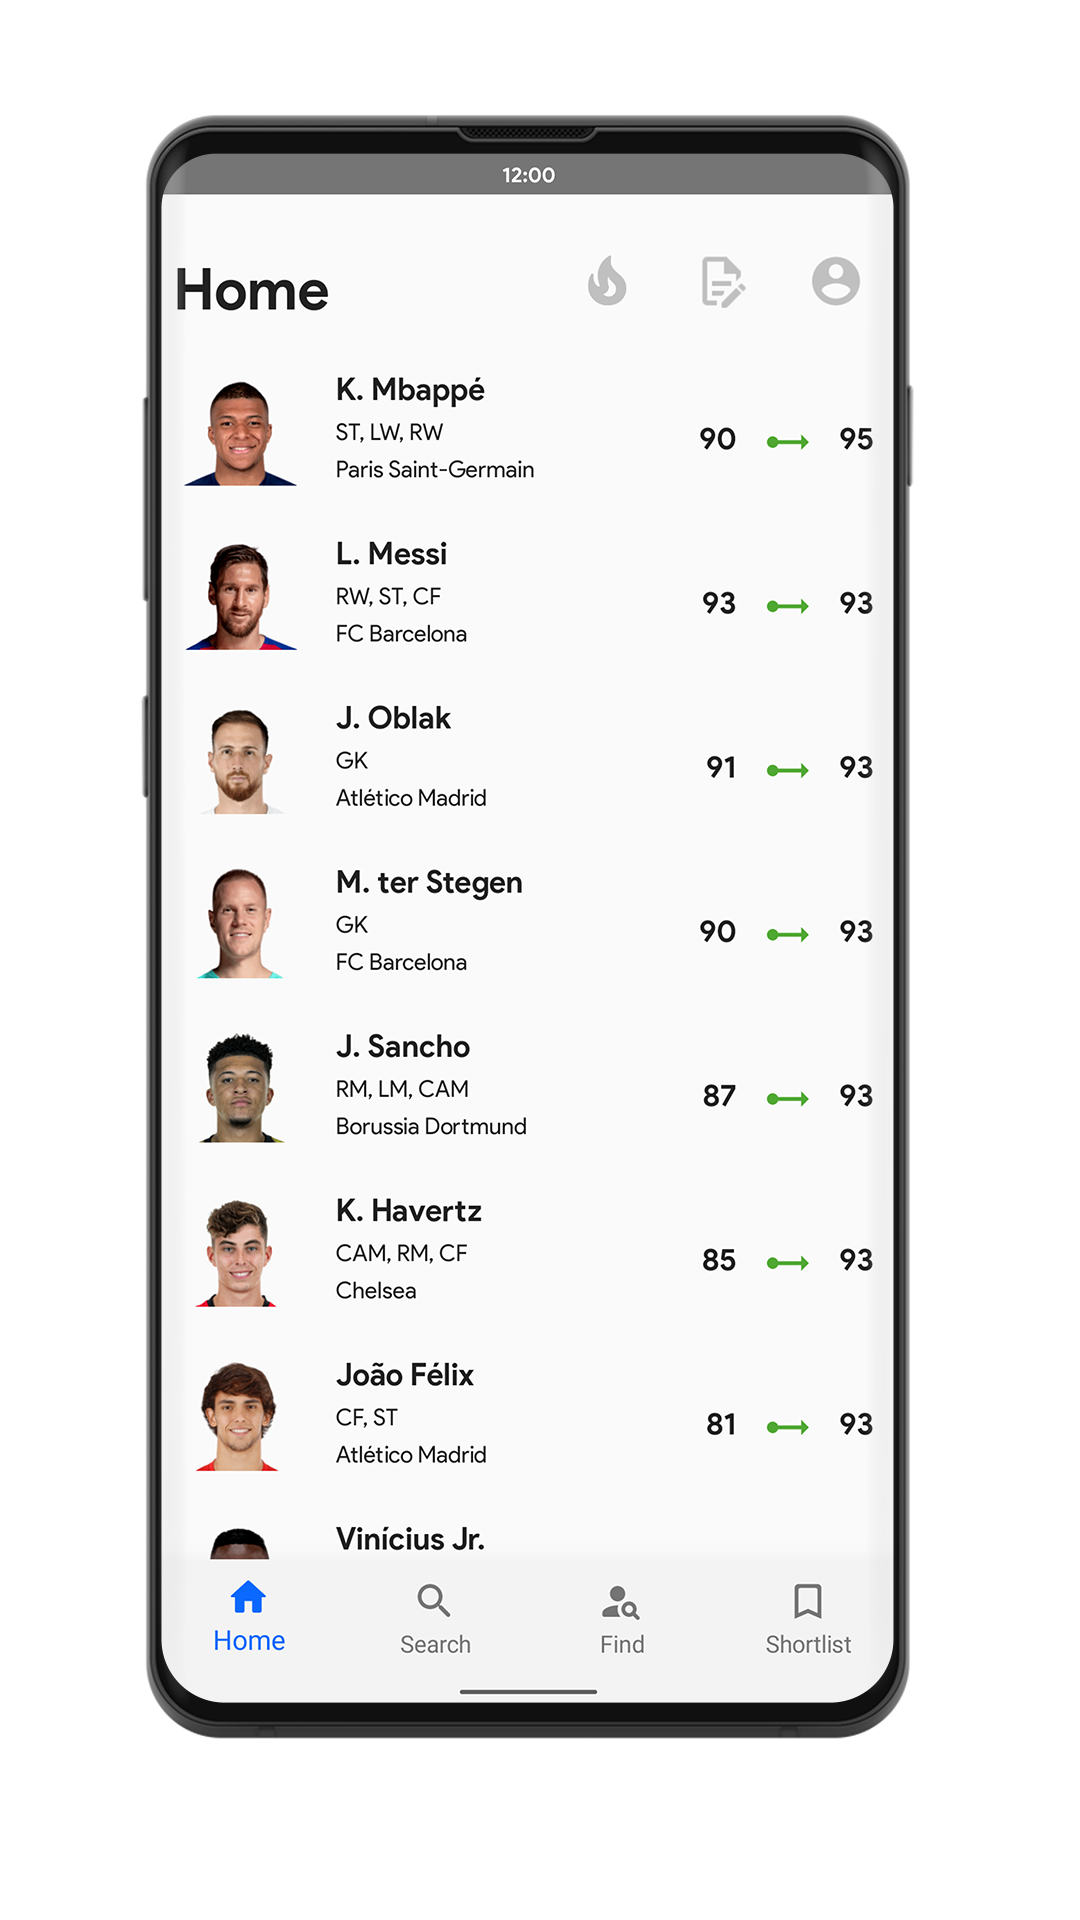 12:00
Home
K. Mbappé
ST, LW, RW
Paris Saint-Germain
90 95
L. Messi
RW, ST, CF
FC Barcelona
93 93
J. Oblak
GK
Atlético Madrid
91 93
M. ter Stegen
GK
FC Barcelona
90 93
J. Sancho
RM, LM, CAM
Borussia Dortmund
87 93
K. Havertz
CAM, RM, CF
Chelsea
85 93
João Félix
CF, ST
Atlético Madrid
81 93
Vinícius Jr.
Home Search Find Shortlist